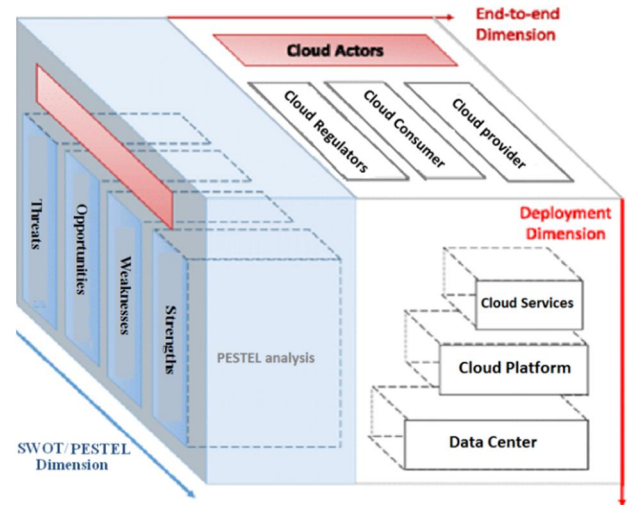 End-to-end
Dimension
Cloud Actors
Cloud Regulators
Cloud Consumer
Cloud provider
Deployment
Dimension
Threats
Opportunities
Weaknesses
Strengths
Cloud Services
PESTEL analysis
Cloud Platform
Data Center
SWOT/PESTEL
Dimension